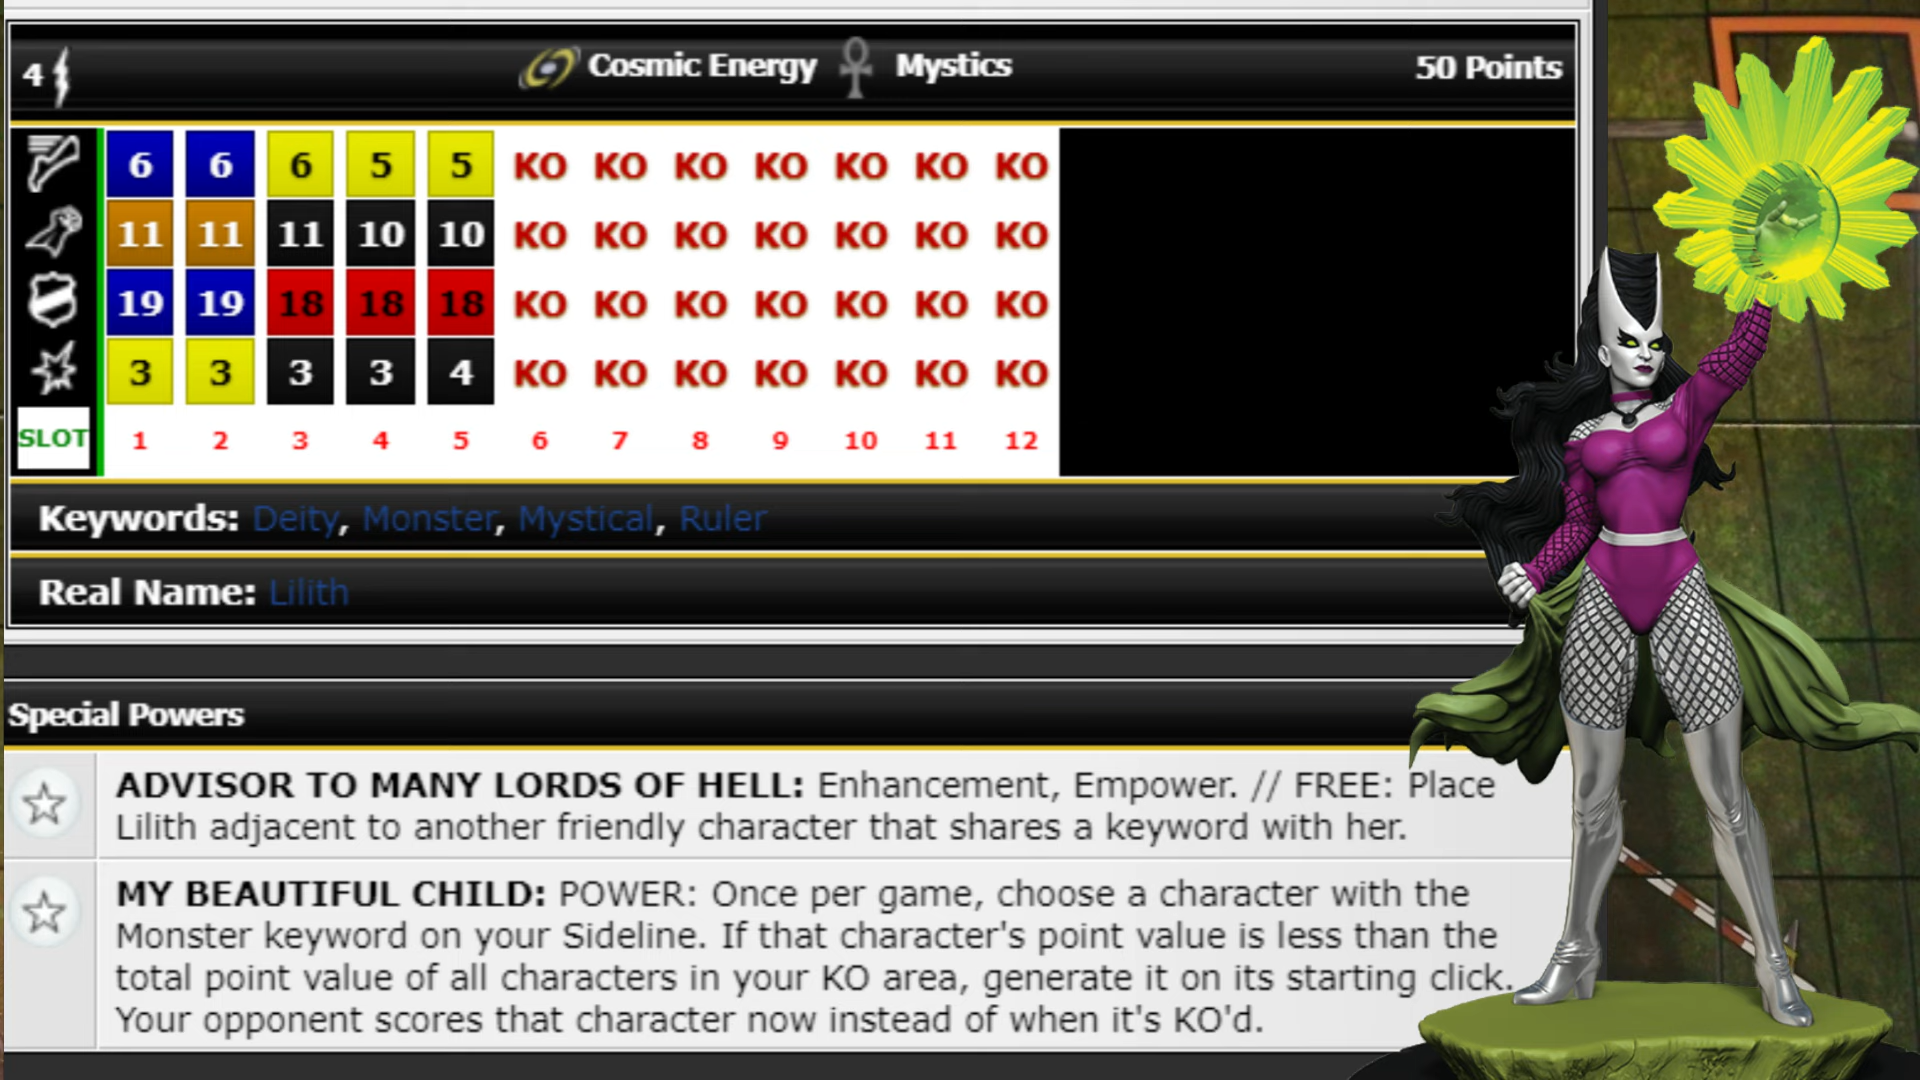 4 Cosmic Energy Mystics 50 Points
6 6 6 5 5 KO KO KO KO KO KO KO
11 11 11 10 10 KO KO KO KO KO KO KO
19 19 18 18 18 KO KO KO KO KO KO KO
3 3 3 3 4 KO KO KO KO KO KO KO
SLOT 1 2 3 4 5 6 7 8 9 10 11 12
Keywords: Deity, Monster, Mystical, Ruler
Real Name: Lilith
Special Powers
ADVISOR TO MANY LORDS OF HELL: Enhancement, Empower. // FREE: Place
Lilith adjacent to another friendly character that shares a keyword with her.
MY BEAUTIFUL CHILD: POWER: Once per game, choose a character with the
Monster keyword on your Sideline. If that character's point value is less than the
total point value of all characters in your KO area, generate it on its starting click.
Your opponent scores that character now instead of when it's KO'd.